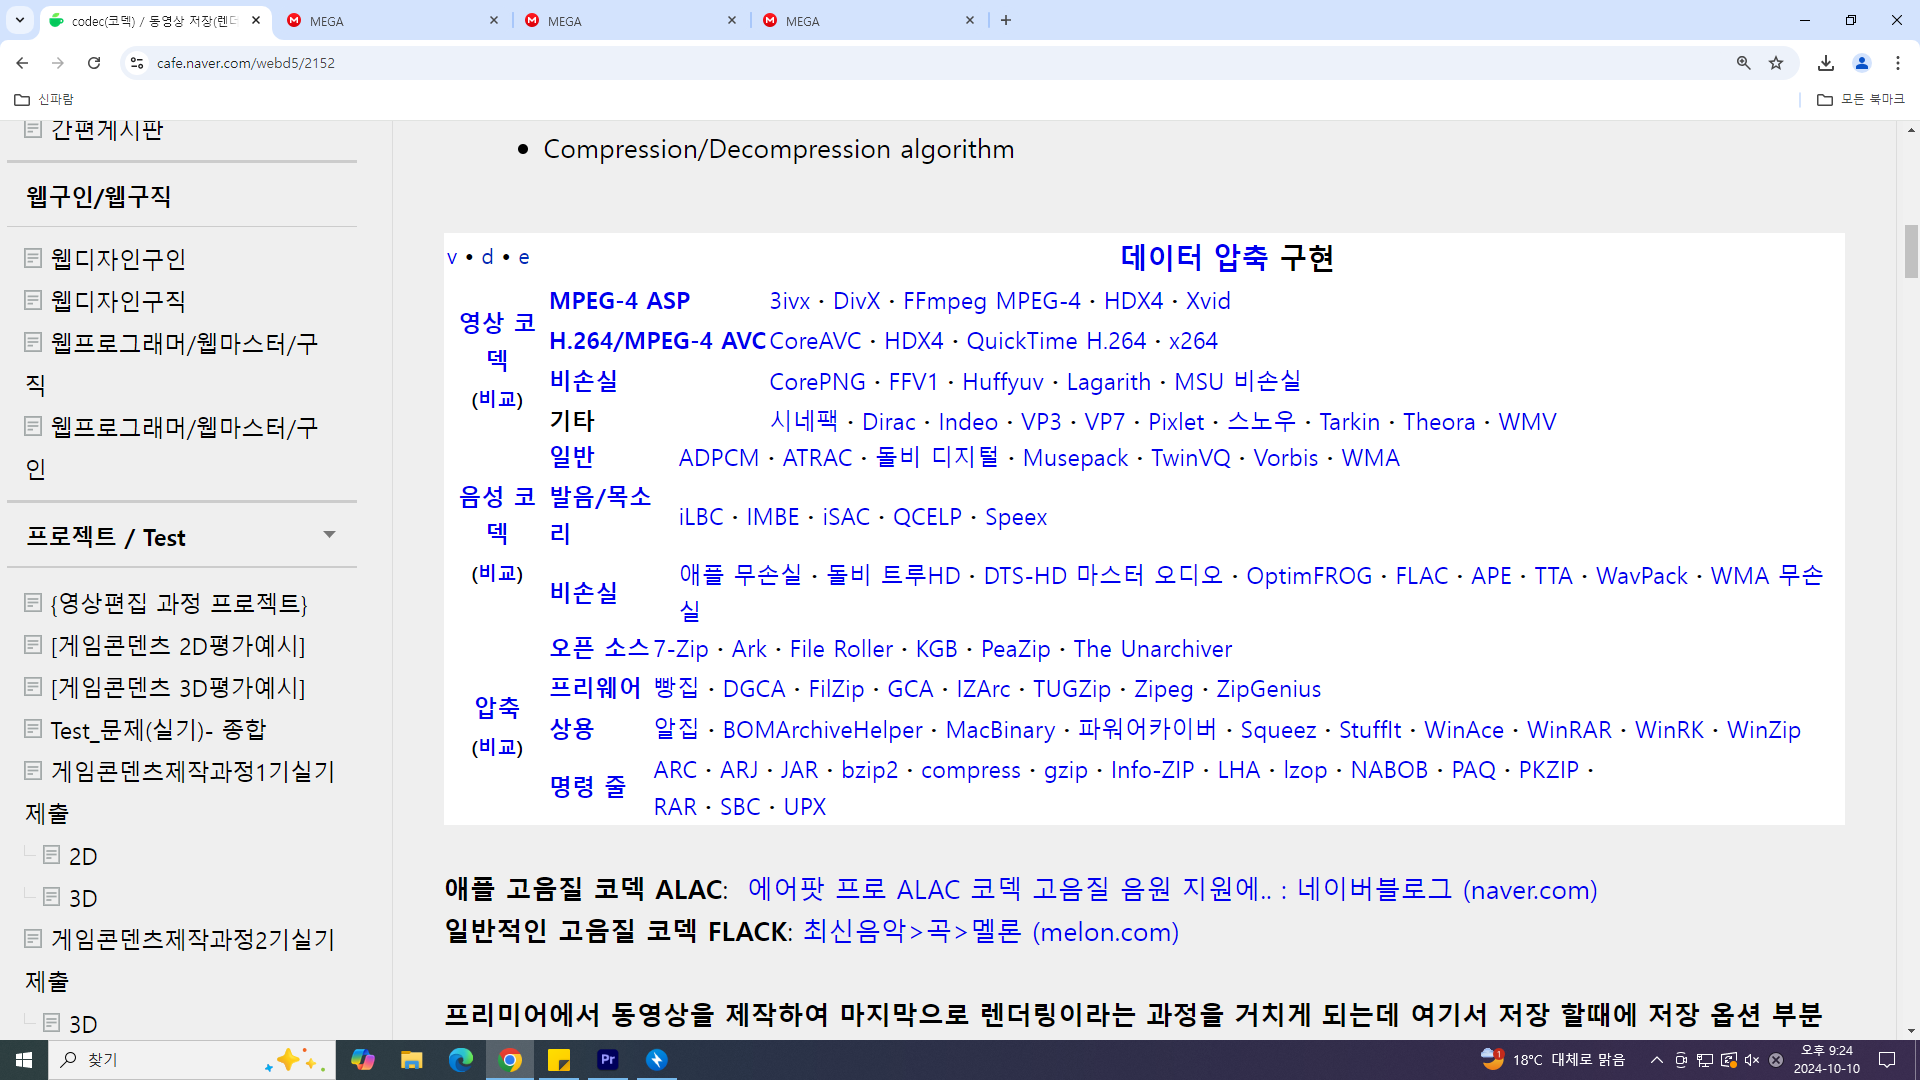 codec(코덱) / 동영상 저장(렌더
MEGA
MEGA
MEGA
cafe.naver.com/webd5/2152
신파람
모든 북마크
간편게시판
웹구인/웹구직
웹디자인구인
웹디자인구직
웹프로그래머/웹마스터/구
직
웹프로그래머/웹마스터/구
인
프로젝트 / Test
{영상편집 과정 프로젝트}
[게임콘텐츠 2D평가예시]
[게임콘텐츠 3D평가예시]
Test_문제(실기)- 종합
게임콘텐츠제작과정1기실기
제출
2D
3D
게임콘텐츠제작과정2기실기
제출
3D
• Compression/Decompression algorithm
v • d • e
데이터 압축 구현
영상 코
덱
(비교)
MPEG-4 ASP 3ivx · DivX · FFmpeg MPEG-4 · HDX4 · Xvid
H.264/MPEG-4 AVC CoreAVC · HDX4 · QuickTime H.264 · x264
비손실 CorePNG · FFV1 · Huffyuv · Lagarith · MSU 비손실
기타 시네팩 · Dirac · Indeo · VP3 · VP7 · Pixlet · 스노우 · Tarkin · Theora · WMV
음성 코
덱
(비교)
일반 ADPCM · ATRAC · 돌비 디지털 · Musepack · TwinVQ · Vorbis · WMA
발음/목소
리
iLBC · IMBE · iSAC · QCELP · Speex
비손실 애플 무손실 · 돌비 트루HD · DTS-HD 마스터 오디오 · OptimFROG · FLAC · APE · TTA · WavPack · WMA 무손
실
압축
(비교)
오픈 소스 7-Zip · Ark · File Roller · KGB · PeaZip · The Unarchiver
프리웨어 빵집 · DGCA · FilZip · GCA · IZArc · TUGZip · Zipeg · ZipGenius
상용 알집 · BOMArchiveHelper · MacBinary · 파워어카이버 · Squeez · StuffIt · WinAce · WinRAR · WinRK · WinZip
명령 줄 ARC · ARJ · JAR · bzip2 · compress · gzip · Info-ZIP · LHA · lzop · NABOB · PAQ · PKZIP ·
RAR · SBC · UPX
애플 고음질 코덱 ALAC: 에어팟 프로 ALAC 코덱 고음질 음원 지원에.. : 네이버블로그 (naver.com)
일반적인 고음질 코덱 FLACK: 최신음악>곡>멜론 (melon.com)
프리미어에서 동영상을 제작하여 마지막으로 렌더링이라는 과정을 거치게 되는데 여기서 저장 할때에 저장 옵션 부분
찾기
Pr
1
18°C 대체로 맑음
오후 9:24
2024-10-10